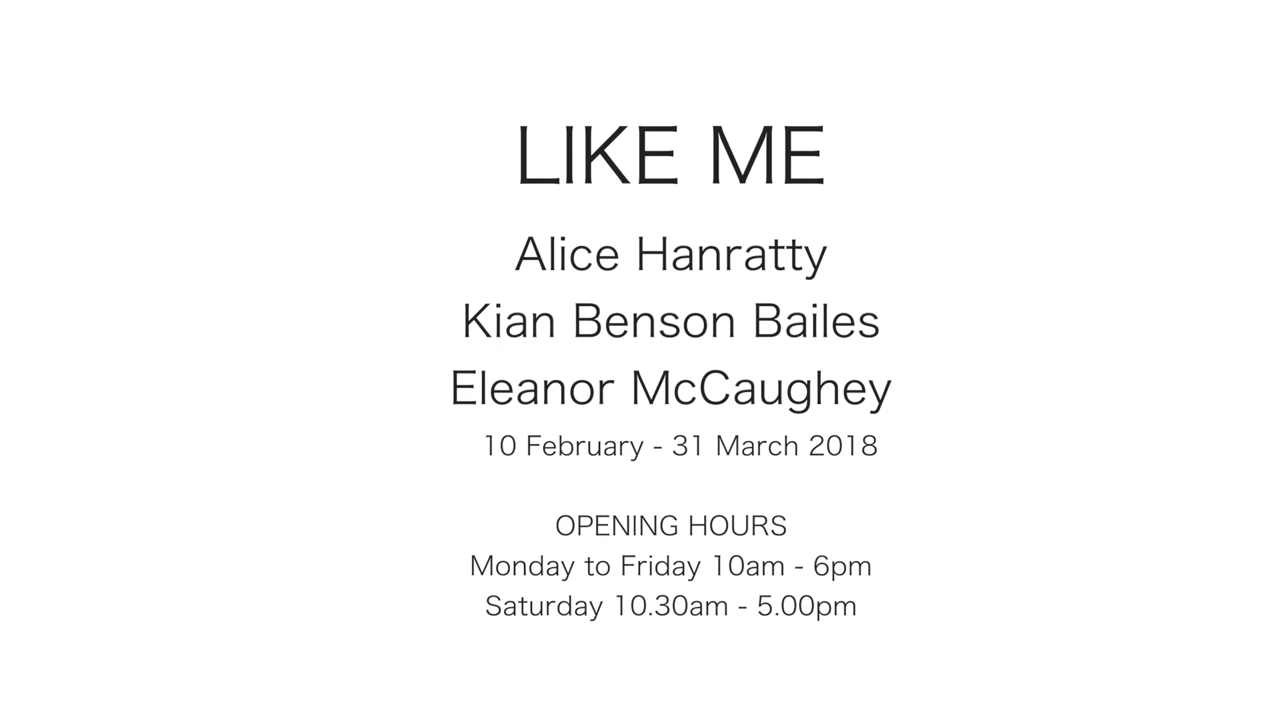 LIKE ME
Alice Hanratty
Kian Benson Bailes
Eleanor McCaughey
10 February - 31 March 2018
OPENING HOURS
Monday to Friday 10am - 6pm
Saturday 10.30am - 5.00pm